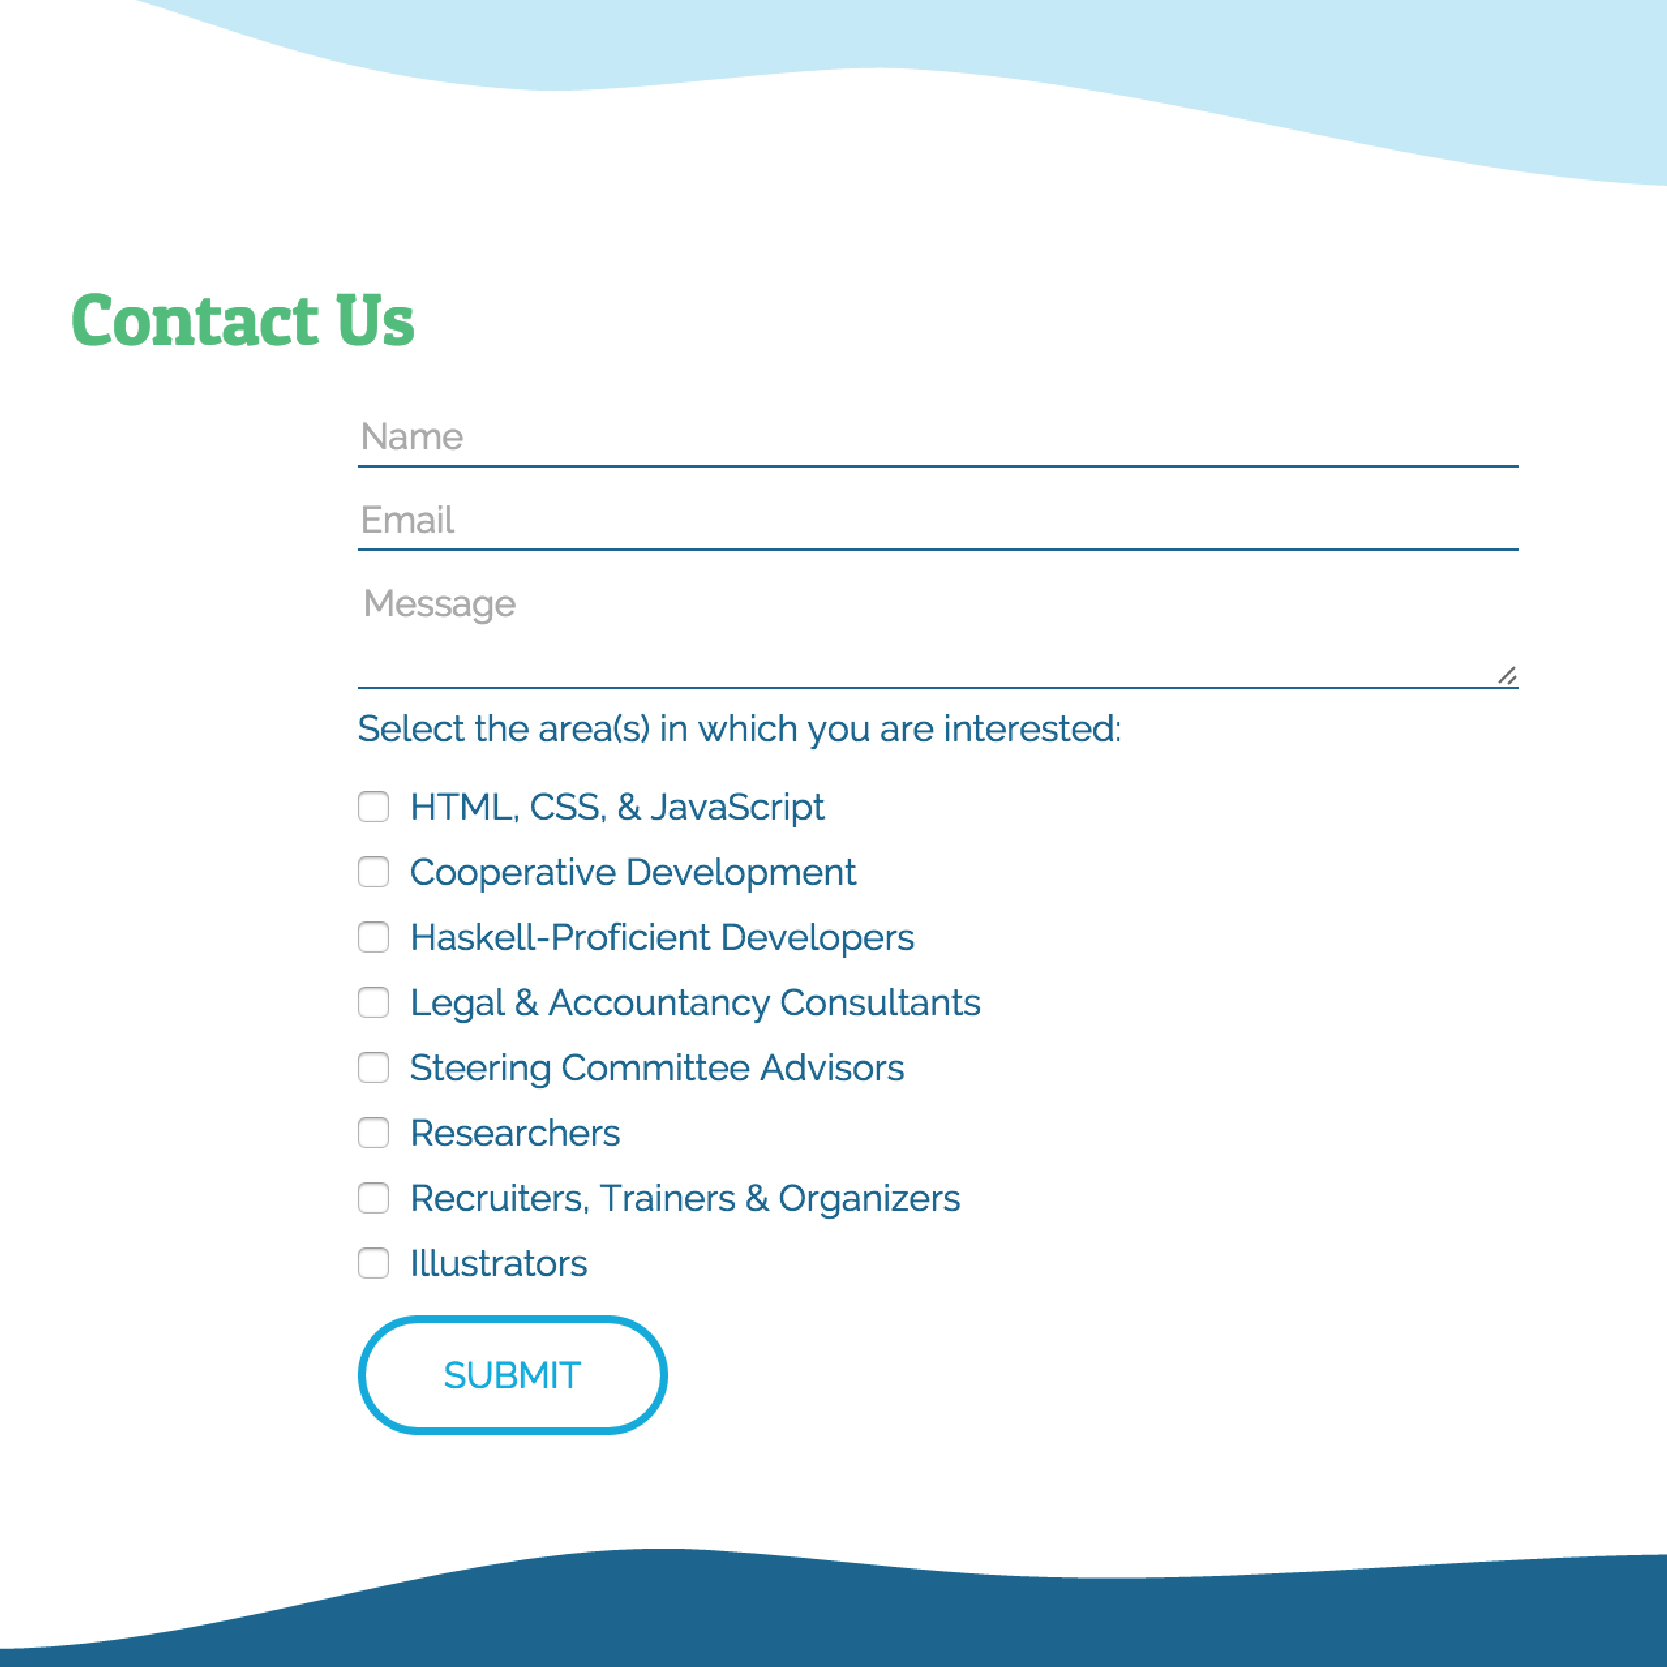 Contact Us
Name
Email
Message
Select the area(s) in which you are interested:
HTML, CSS, & JavaScript
Cooperative Development
Haskell-Proficient Developers
Legal & Accountancy Consultants
Steering Committee Advisors
Researchers
Recruiters, Trainers & Organizers
Illustrators
SUBMIT